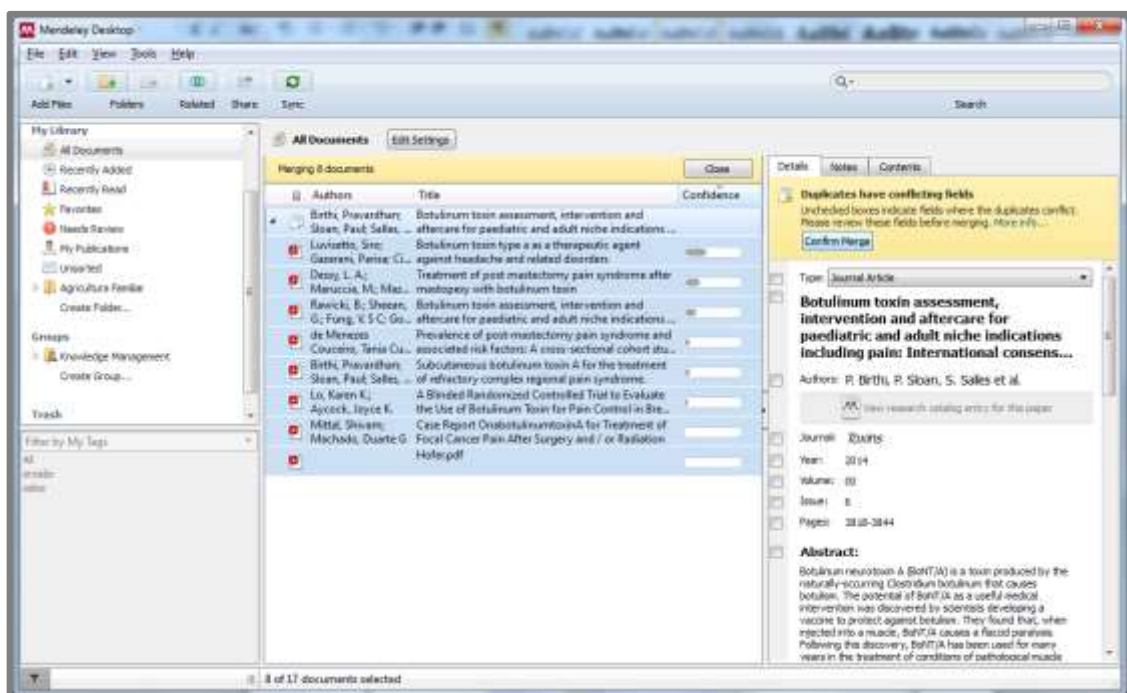 Mendeley Desktop
File Edit View Tools Help
Add Files Folders Related Share Sync
Search
My Library
All Documents
Recently Added
Recently Read
Favorites
Needs Review
My Publications
Unsorted
Agricultura Familiar
Create Folder...
Groups
Knowledge Management
Create Group...
Trash
Filter by My Tags
All Documents Edit Settings
Merging 8 documents Close
Authors Title Confidence
Birthi, Pravardhan; Botulinum toxin assessment, intervention and
Sloan, Paul; Salles, ... aftercare for paediatric and adult niche indications ...
Luvisetto, Siro; Botulinum toxin type a as a therapeutic agent
Gazerani, Parisa; Ci... against headache and related disorders
Dessy, L. A.; Treatment of post mastectomy pain syndrome after
Maruccia, M.; Maz... mastopexy with botulinum toxin
Rawicki, B.; Sheean, Botulinum toxin assessment, intervention and
G.; Fung, V. S C; Go... aftercare for paediatric and adult niche indications ...
de Menezes Prevalence of post-mastectomy pain syndrome and
Couceiro, Tania Cu... associated risk factors: A cross-sectional cohort stu...
Birthi, Pravardhan; Subcutaneous botulinum toxin A for the treatment
Sloan, Paul; Salles, ... of refractory complex regional pain syndrome.
Lo, Karen K.; A Blinded Randomized Controlled Trial to Evaluate
Aycock, Joyce K. the Use of Botulinum Toxin for Pain Control in Bre...
Mittal, Shivam; Case Report OnabotulinumtoxinA for Treatment of
Machado, Duarte G Focal Cancer Pain After Surgery and / or Radiation
Hofer.pdf
8 of 17 documents selected
Details Notes Contents
Duplicates have conflicting fields
Unchecked boxes indicate fields where the duplicates conflict.
Please review these fields before merging. More info...
Confirm Merge
Type: Journal Article
Botulinum toxin assessment,
intervention and aftercare for
paediatric and adult niche indications
including pain: International consens...
Authors: P. Birthi, P. Sloan, S. Salles et al.
View research catalog entry for this paper
Journal: Toxins
Year: 2014
Volume:
Issue:
Pages:
Abstract:
Botulinum neurotoxin A (BoNT/A) is a toxin produced by the
naturally-occurring Clostridium botulinum that causes
botulism. The potential of BoNT/A as a useful medical
intervention was discovered by scientists developing a
vaccine to protect against botulism. They found that, when
injected into a muscle, BoNT/A causes a flaccid paralysis.
Following this discovery, BoNT/A has been used for many
years in the treatment of conditions of pathological muscle